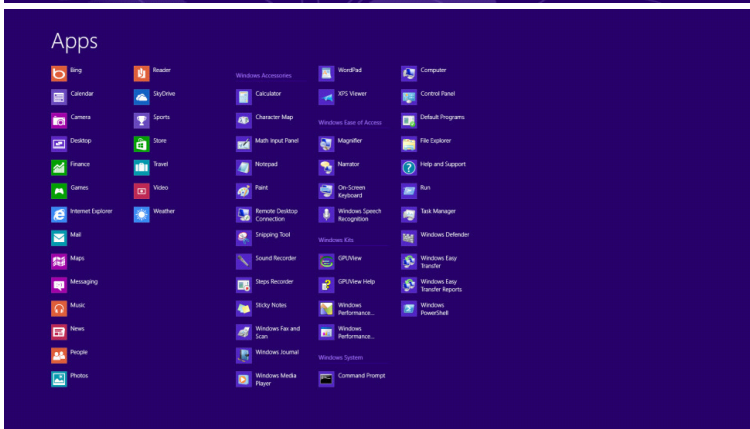 Apps
Bing
Calendar
Camera
Desktop
Finance
Games
Internet Explorer
Mail
Maps
Messaging
Music
News
People
Photos
Reader
SkyDrive
Sports
Store
Travel
Video
Weather
Windows Accessories
Calculator
Character Map
Math Input Panel
Notepad
Paint
Remote Desktop
Connection
Snipping Tool
Sound Recorder
Steps Recorder
Sticky Notes
Windows Fax and
Scan
Windows Journal
Windows Media
Player
WordPad
XPS Viewer
Windows Ease of Access
Magnifier
Narrator
On-Screen
Keyboard
Windows Speech
Recognition
Windows Kits
GPUView
GPUView Help
Windows
Performance...
Windows
Performance...
Windows System
Command Prompt
Computer
Control Panel
Default Programs
File Explorer
Help and Support
Run
Task Manager
Windows Defender
Windows Easy
Transfer
Windows Easy
Transfer Reports
Windows
PowerShell